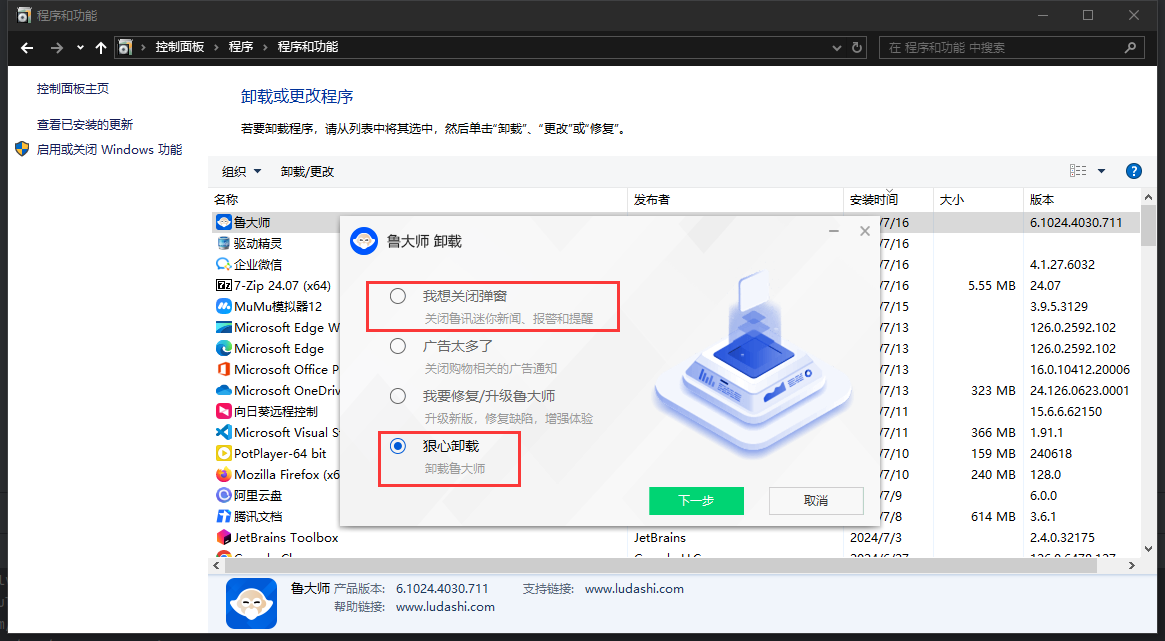 程序和功能
控制面板 › 程序 › 程序和功能
在 程序和功能 中搜索
控制面板主页
查看已安装的更新
启用或关闭 Windows 功能
卸载或更改程序
若要卸载程序，请从列表中将其选中，然后单击“卸载”、“更改”或“修复”。
组织 卸载/更改
名称 发布者 安装时间 大小 版本
鲁大师 /7/16 6.1024.4030.711
驱动精灵 /7/16
企业微信 /7/16 4.1.27.6032
7-Zip 24.07 (x64) /7/16 5.55 MB 24.07
MuMu模拟器12 /7/15 3.9.5.3129
Microsoft Edge W /7/13 126.0.2592.102
Microsoft Edge /7/13 126.0.2592.102
Microsoft Office P /7/13 16.0.10412.20006
Microsoft OneDriv /7/13 323 MB 24.126.0623.0001
向日葵远程控制 /7/11 15.6.6.62150
Microsoft Visual S /7/11 366 MB 1.91.1
PotPlayer-64 bit /7/10 159 MB 240618
Mozilla Firefox (x6 /7/10 240 MB 128.0
阿里云盘 /7/9 6.0.0
腾讯文档 /7/8 614 MB 3.6.1
JetBrains Toolbox JetBrains 2024/7/3 2.4.0.32175
鲁大师 卸载
我想关闭弹窗
关闭鲁讯迷你新闻、报警和提醒
广告太多了
关闭购物相关的广告通知
我要修复/升级鲁大师
升级新版，修复缺陷，增强体验
狠心卸载
卸载鲁大师
下一步 取消
鲁大师 产品版本: 6.1024.4030.711 支持链接: www.ludashi.com
帮助链接: www.ludashi.com